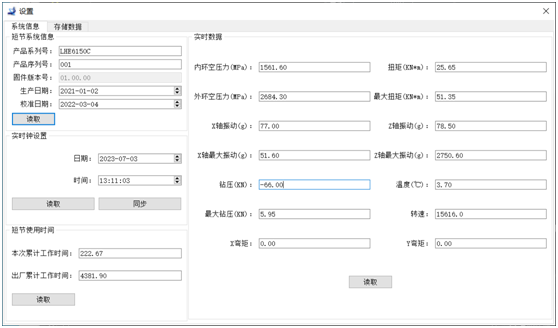 设置
系统信息 存储数据
短节系统信息
产品系列号: LHE6150C
产品序列号: 001
固件版本号: 01.00.00
生产日期: 2021-01-02
校准日期: 2022-03-04
读取
实时钟设置
日期: 2023-07-03
时间: 13:11:03
读取 同步
短节使用时间
本次累计工作时间: 222.67
出厂累计工作时间: 4381.90
读取
实时数据
内环空压力(MPa): 1561.60 扭矩(KN*m): 25.65
外环空压力(MPa): 2684.30 最大扭矩(KN*m): 51.35
X轴振动(g): 77.00 Z轴振动(g): 78.50
X轴最大振动(g): 51.60 Z轴最大振动(g): 2750.60
钻压(KN): -66.00 温度(℃): 3.70
最大钻压(KN): 5.95 转速: 15616.0
X弯矩: 0.00 Y弯矩: 0.00
读取